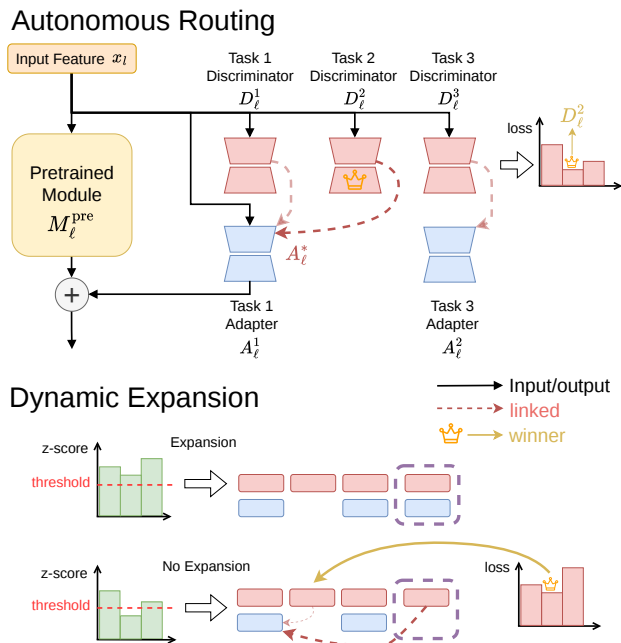 Autonomous Routing
Input Feature x_l
Task 1
Discriminator
D_ℓ^1
Task 2
Discriminator
D_ℓ^2
Task 3
Discriminator
D_ℓ^3
loss
D_ℓ^2
Pretrained
Module
M_ℓ^pre
A_ℓ^*
+
Task 1
Adapter
A_ℓ^1
Task 3
Adapter
A_ℓ^2
Dynamic Expansion
Input/output
linked
winner
z-score
Expansion
threshold
z-score
No Expansion
threshold
loss